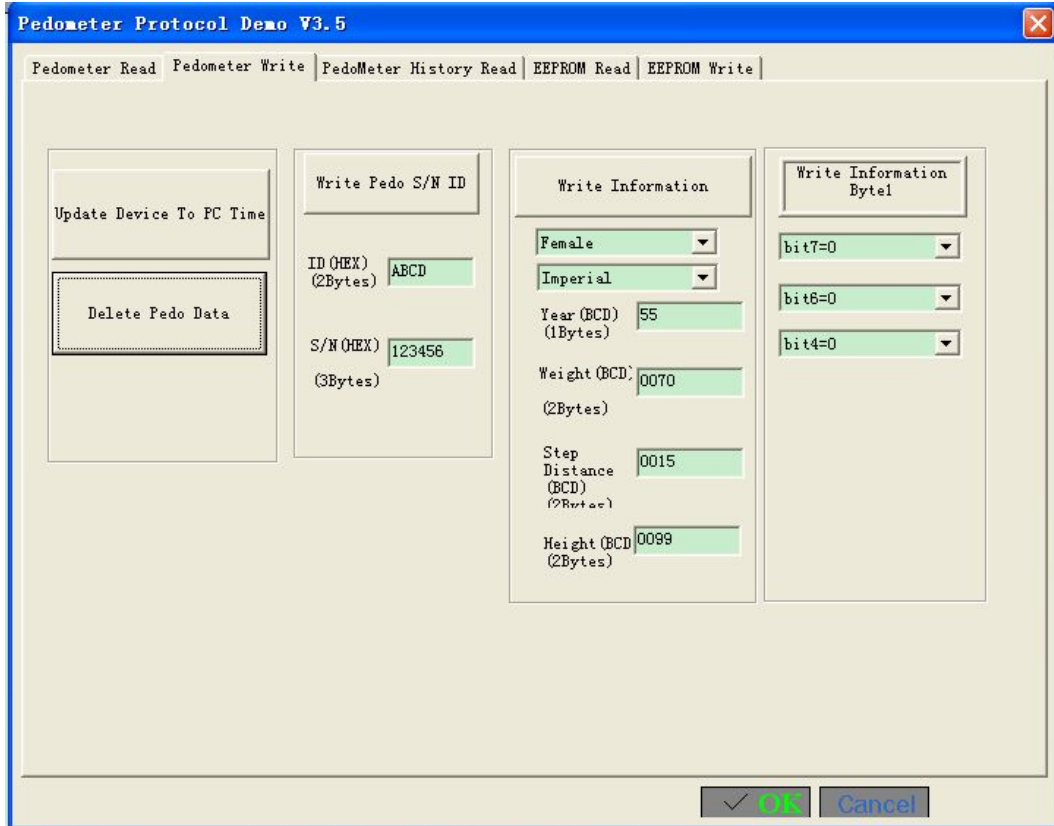 Pedometer Protocol Demo V3.5
Pedometer Read
Pedometer Write
PedoMeter History Read
EEPROM Read
EEPROM Write
Update Device To PC Time
Delete Pedo Data
Write Pedo S/N ID
ID(HEX)
(2Bytes)
ABCD
S/N(HEX)
(3Bytes)
123456
Write Information
Female
Imperial
Year(BCD)
(1Bytes)
55
Weight(BCD)
(2Bytes)
0070
Step
Distance
(BCD)
(2Bytes)
0015
Height(BCD
(2Bytes)
0099
Write Information
Byte1
bit7=0
bit6=0
bit4=0
OK
Cancel